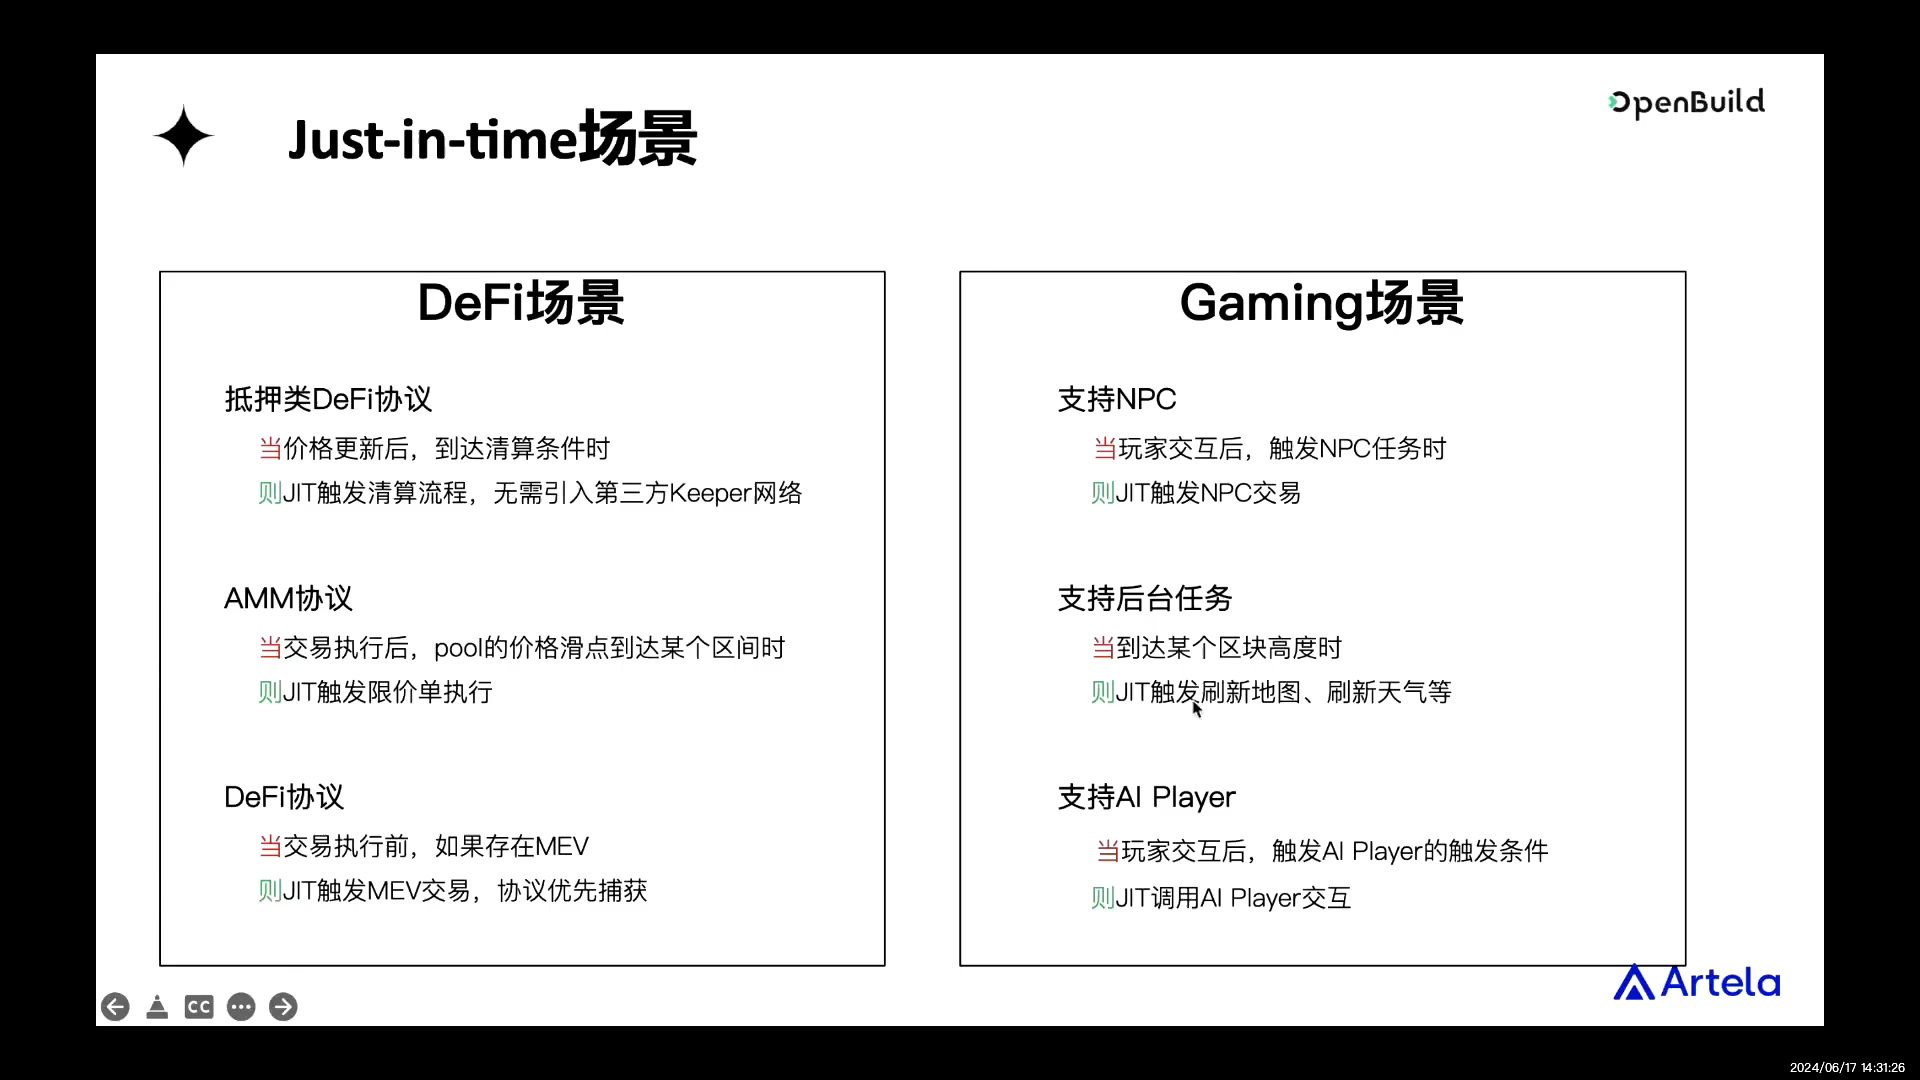 OpenBuild
Just-in-time场景
DeFi场景
抵押类DeFi协议
当价格更新后，到达清算条件时
则JIT触发清算流程，无需引入第三方Keeper网络
AMM协议
当交易执行后，pool的价格滑点到达某个区间时
则JIT触发限价单执行
DeFi协议
当交易执行前，如果存在MEV
则JIT触发MEV交易，协议优先捕获
Gaming场景
支持NPC
当玩家交互后，触发NPC任务时
则JIT触发NPC交易
支持后台任务
当到达某个区块高度时
则JIT触发刷新地图、刷新天气等
支持AI Player
当玩家交互后，触发AI Player的触发条件
则JIT调用AI Player交互
Artela
CC
2024/06/17 14:31:26